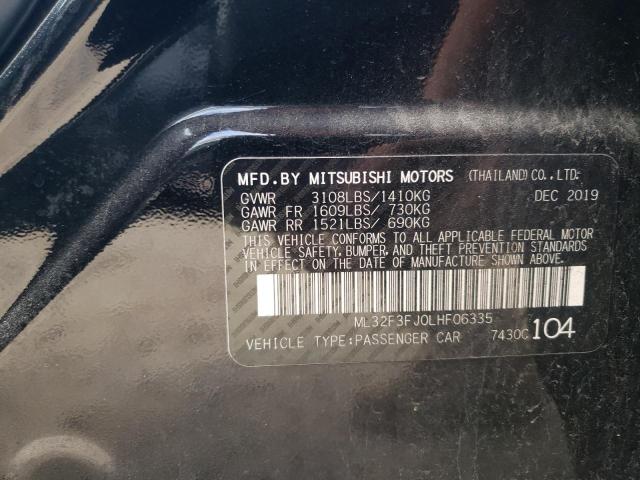 MFD.BY MITSUBISHI MOTORS (THAILAND) CO., LTD.
GVWR 3108LBS/1410KG DEC 2019
GAWR FR 1609LBS/ 730KG
GAWR RR 1521LBS/ 690KG
THIS VEHICLE CONFORMS TO ALL APPLICABLE FEDERAL MOTOR
VEHICLE SAFETY, BUMPER, AND THEFT PREVENTION STANDARDS
IN EFFECT ON THE DATE OF MANUFACTURE SHOWN ABOVE.
ML32F3FJ0LHF06335
VEHICLE TYPE:PASSENGER CAR 7430C 104